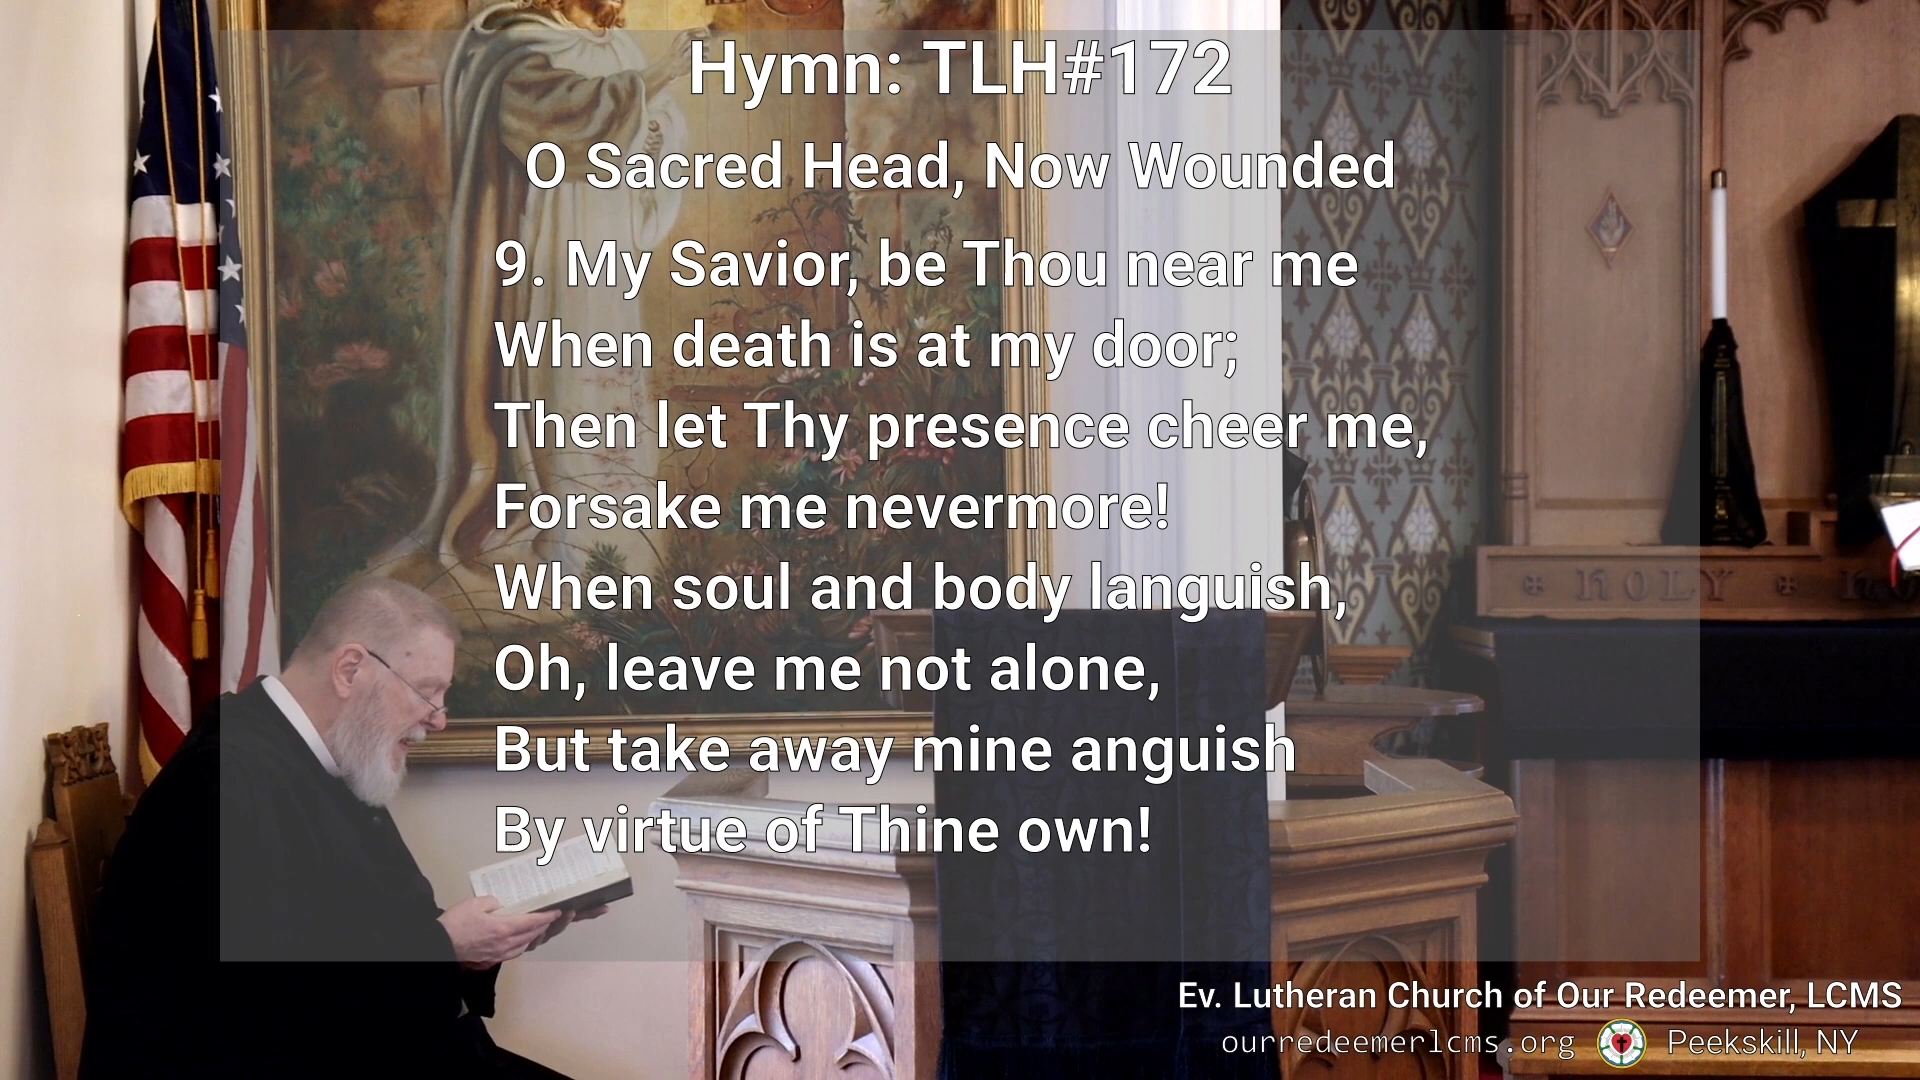 Hymn: TLH#172
O Sacred Head, Now Wounded
9. My Savior, be Thou near me
When death is at my door;
Then let Thy presence cheer me,
Forsake me nevermore!
When soul and body languish,
Oh, leave me not alone,
But take away mine anguish
By virtue of Thine own!
HOLY
Ev. Lutheran Church of Our Redeemer, LCMS
ourredeemerlcms.org Peekskill, NY